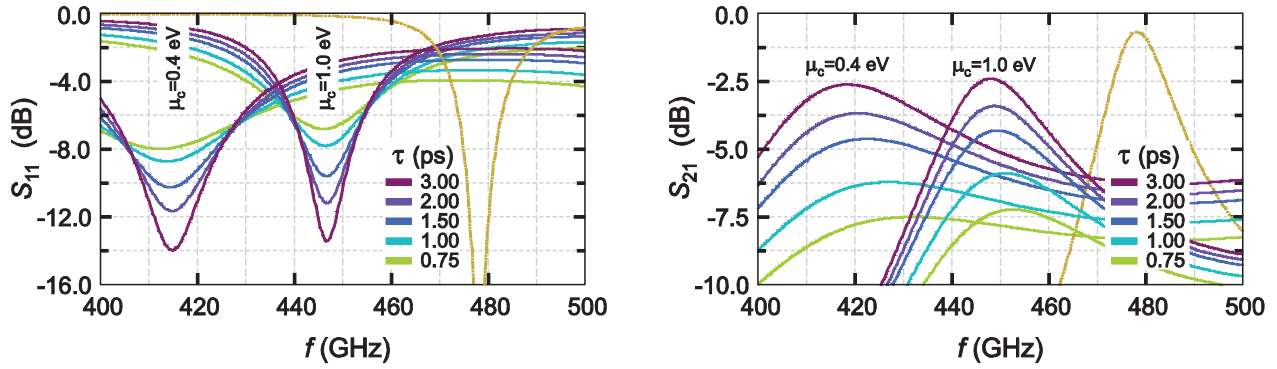 0.0
-4.0
-8.0
-12.0
-16.0
S11 (dB)
μc=0.4 eV
μc=1.0 eV
τ (ps)
3.00
2.00
1.50
1.00
0.75
400 420 440 460 480 500
f (GHz)
0.0
-2.5
-5.0
-7.5
-10.0
S21 (dB)
μc=0.4 eV
μc=1.0 eV
τ (ps)
3.00
2.00
1.50
1.00
0.75
400 420 440 460 480 500
f (GHz)